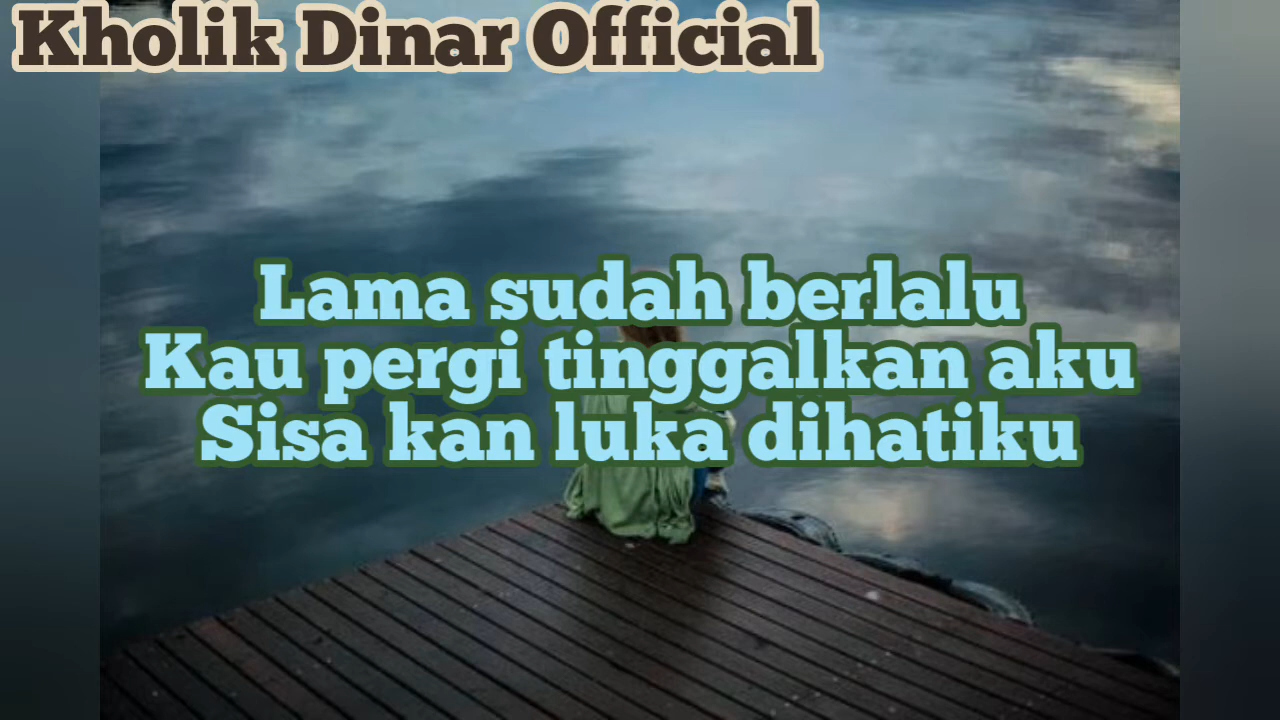 Kholik Dinar Official
Lama sudah berlalu
Kau pergi tinggalkan aku
Sisa kan luka dihatiku